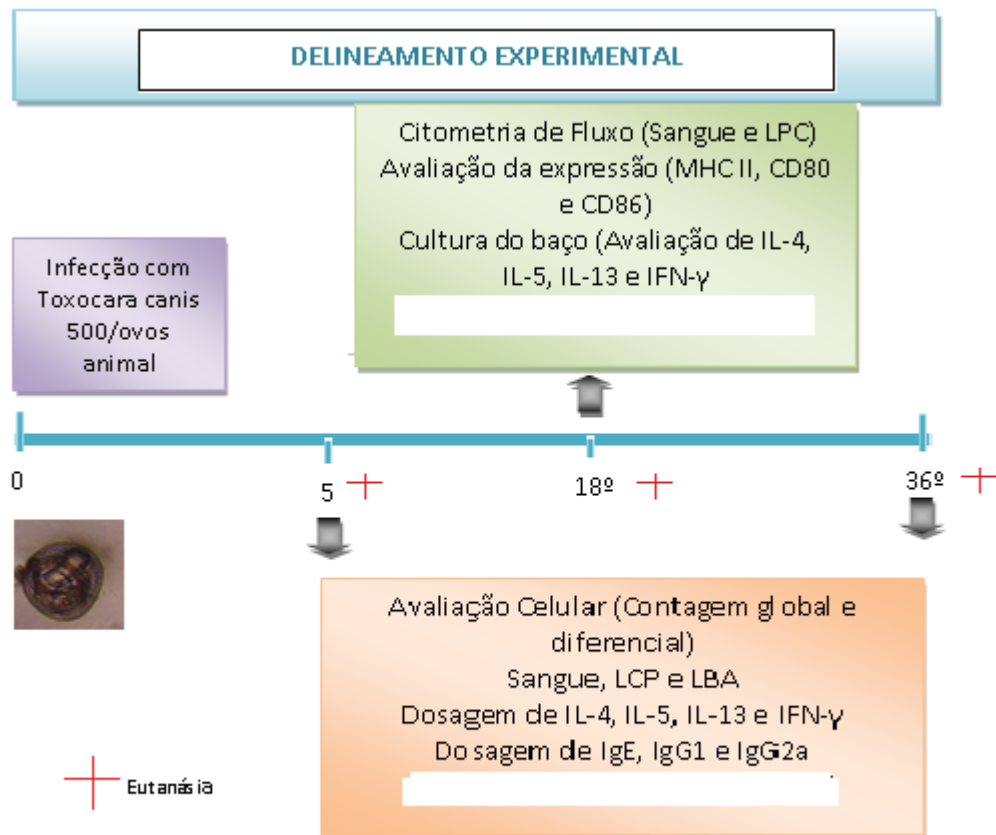 DELINEAMENTO EXPERIMENTAL
Citometria de Fluxo (Sangue e LPC)
Avaliação da expressão (MHC II, CD80
e CD86)
Cultura do baço (Avaliação de IL-4,
IL-5, IL-13 e IFN-γ
Infecção com
Toxocara canis
500/ovos
animal
0
5
18º
36º
Avaliação Celular (Contagem global e
diferencial)
Sangue, LCP e LBA
Dosagem de IL-4, IL-5, IL-13 e IFN-γ
Dosagem de IgE, IgG1 e IgG2a
Eutanásia